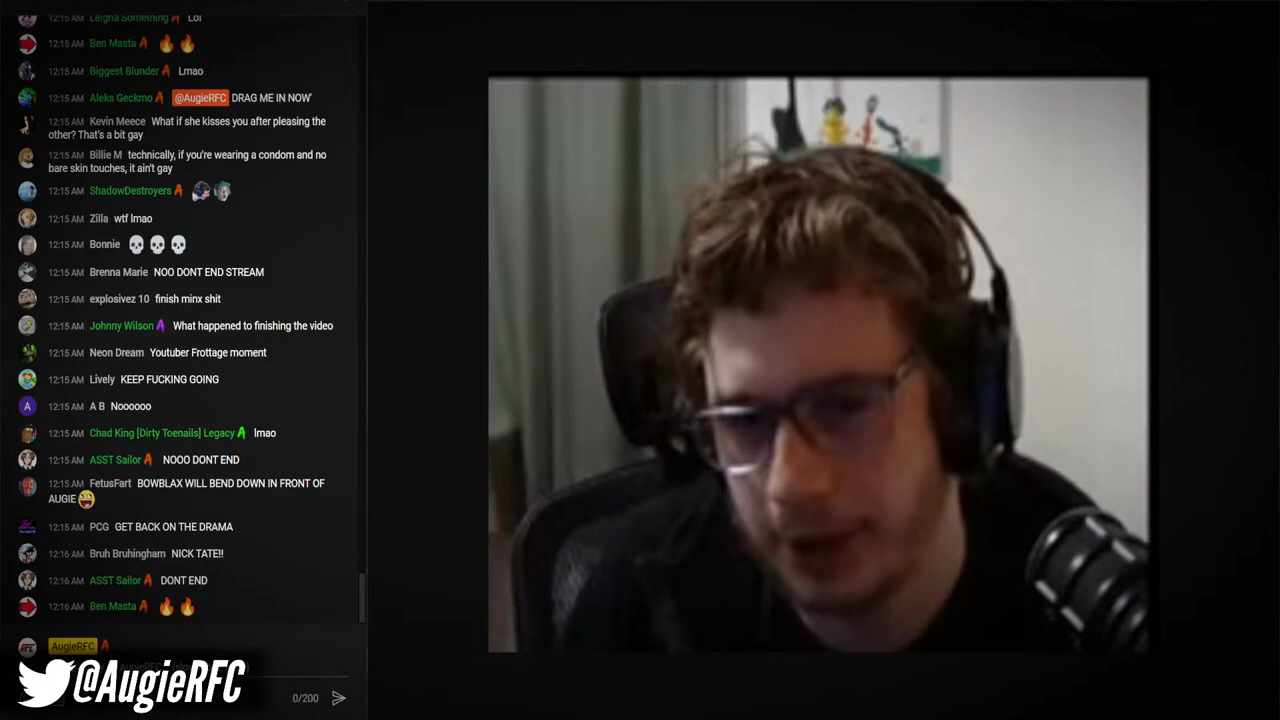 12:15 AM Leigha Something Lol
12:15 AM Ben Masta
12:15 AM Biggest Blunder Lmao
12:15 AM Aleks Geckmo @AugieRFC DRAG ME IN NOW'
12:15 AM Kevin Meece What if she kisses you after pleasing the
other? That's a bit gay
12:15 AM Billie M technically, if you're wearing a condom and no
bare skin touches, it ain't gay
12:15 AM ShadowDestroyers
12:15 AM Zilla wtf lmao
12:15 AM Bonnie
12:15 AM Brenna Marie NOO DONT END STREAM
12:15 AM explosivez 10 finish minx shit
12:15 AM Johnny Wilson What happened to finishing the video
12:15 AM Neon Dream Youtuber Frottage moment
12:15 AM Lively KEEP FUCKING GOING
A 12:15 AM A B Noooooo
12:15 AM Chad King [Dirty Toenails] Legacy lmao
12:15 AM ASST Sailor NOOO DONT END
12:15 AM FetusFart BOWBLAX WILL BEND DOWN IN FRONT OF
AUGIE
12:15 AM PCG GET BACK ON THE DRAMA
12:16 AM Bruh Bruhingham NICK TATE!!
12:16 AM ASST Sailor DONT END
12:16 AM Ben Masta
AugieRFC
@AugieRFC
0/200